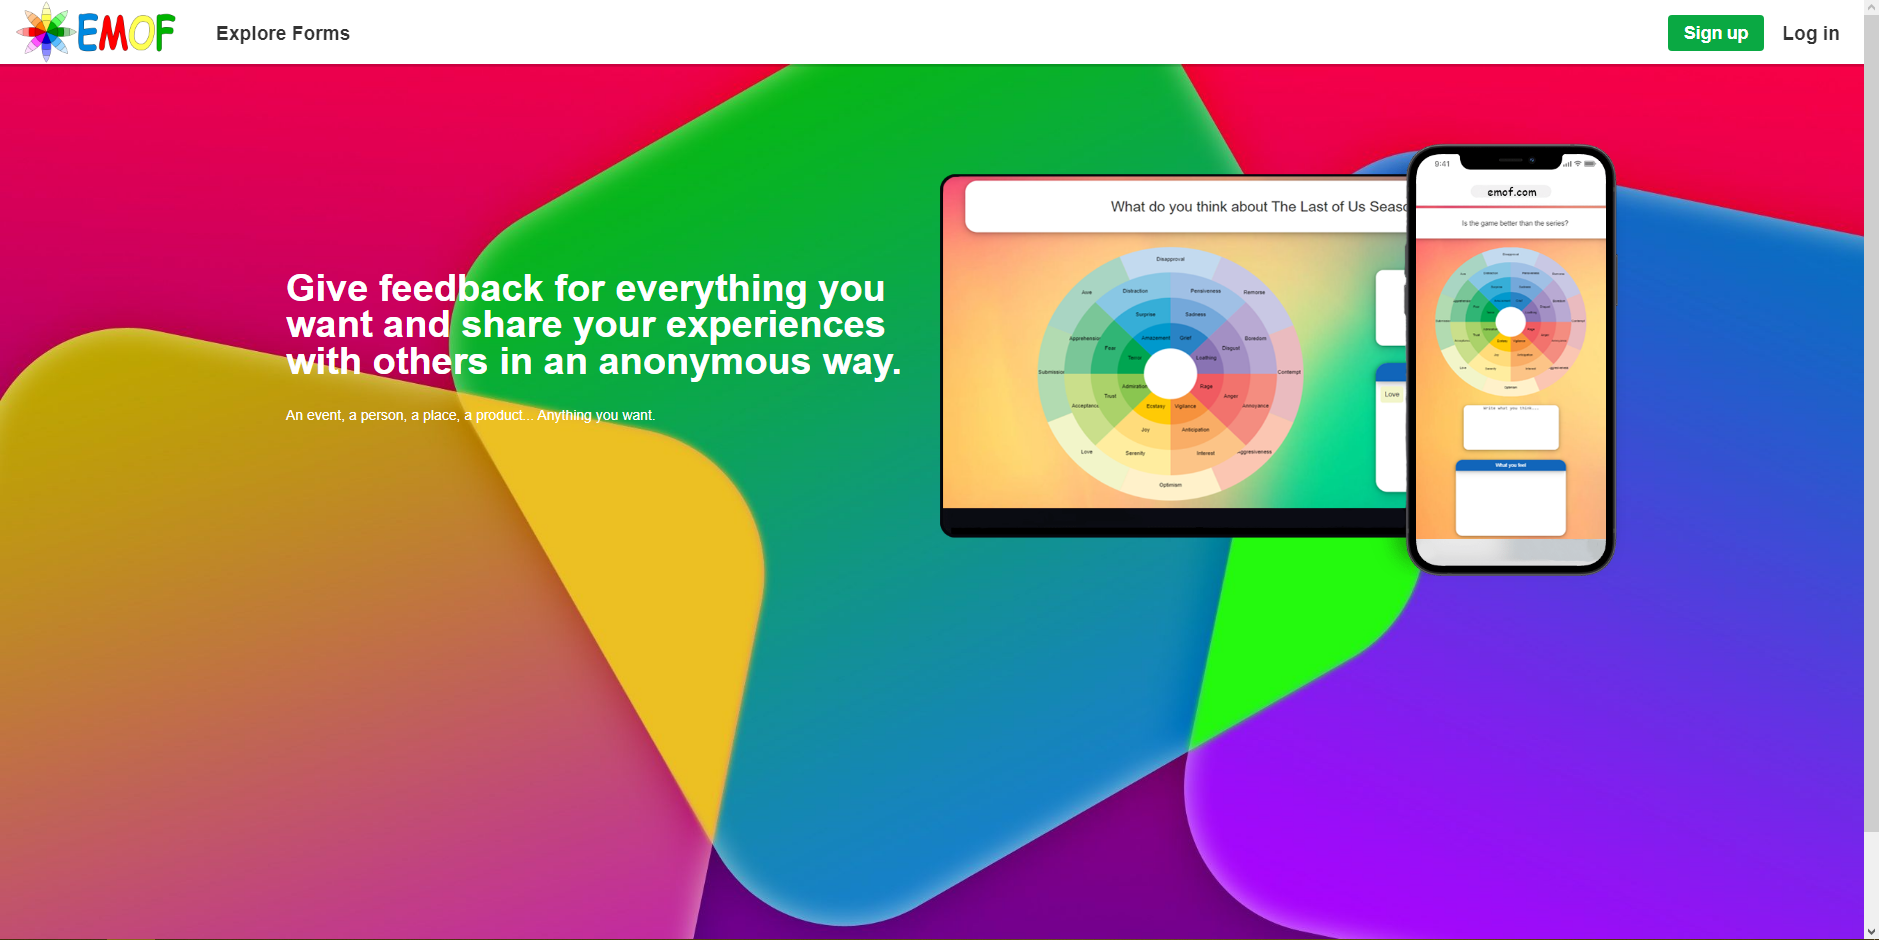 EMOF
Explore Forms
Sign up
Log in
Give feedback for everything you
want and share your experiences
with others in an anonymous way.
An event, a person, a place, a product... Anything you want.
What do you think about The Last of Us Seaso
Disapproval
Awe
Distraction
Pensiveness
Remorse
Surprise
Sadness
Apprehension
Fear
Amazement
Grief
Disgust
Boredom
Terror
Loathing
Submission
Contempt
Admiration
Rage
Trust
Anger
Acceptance
Ecstasy
Vigilance
Annoyance
Joy
Anticipation
Love
Serenity
Interest
Aggresiveness
Optimism
Love
9:41
emof.com
Is the game better than the series?
Write what you think...
What you feel